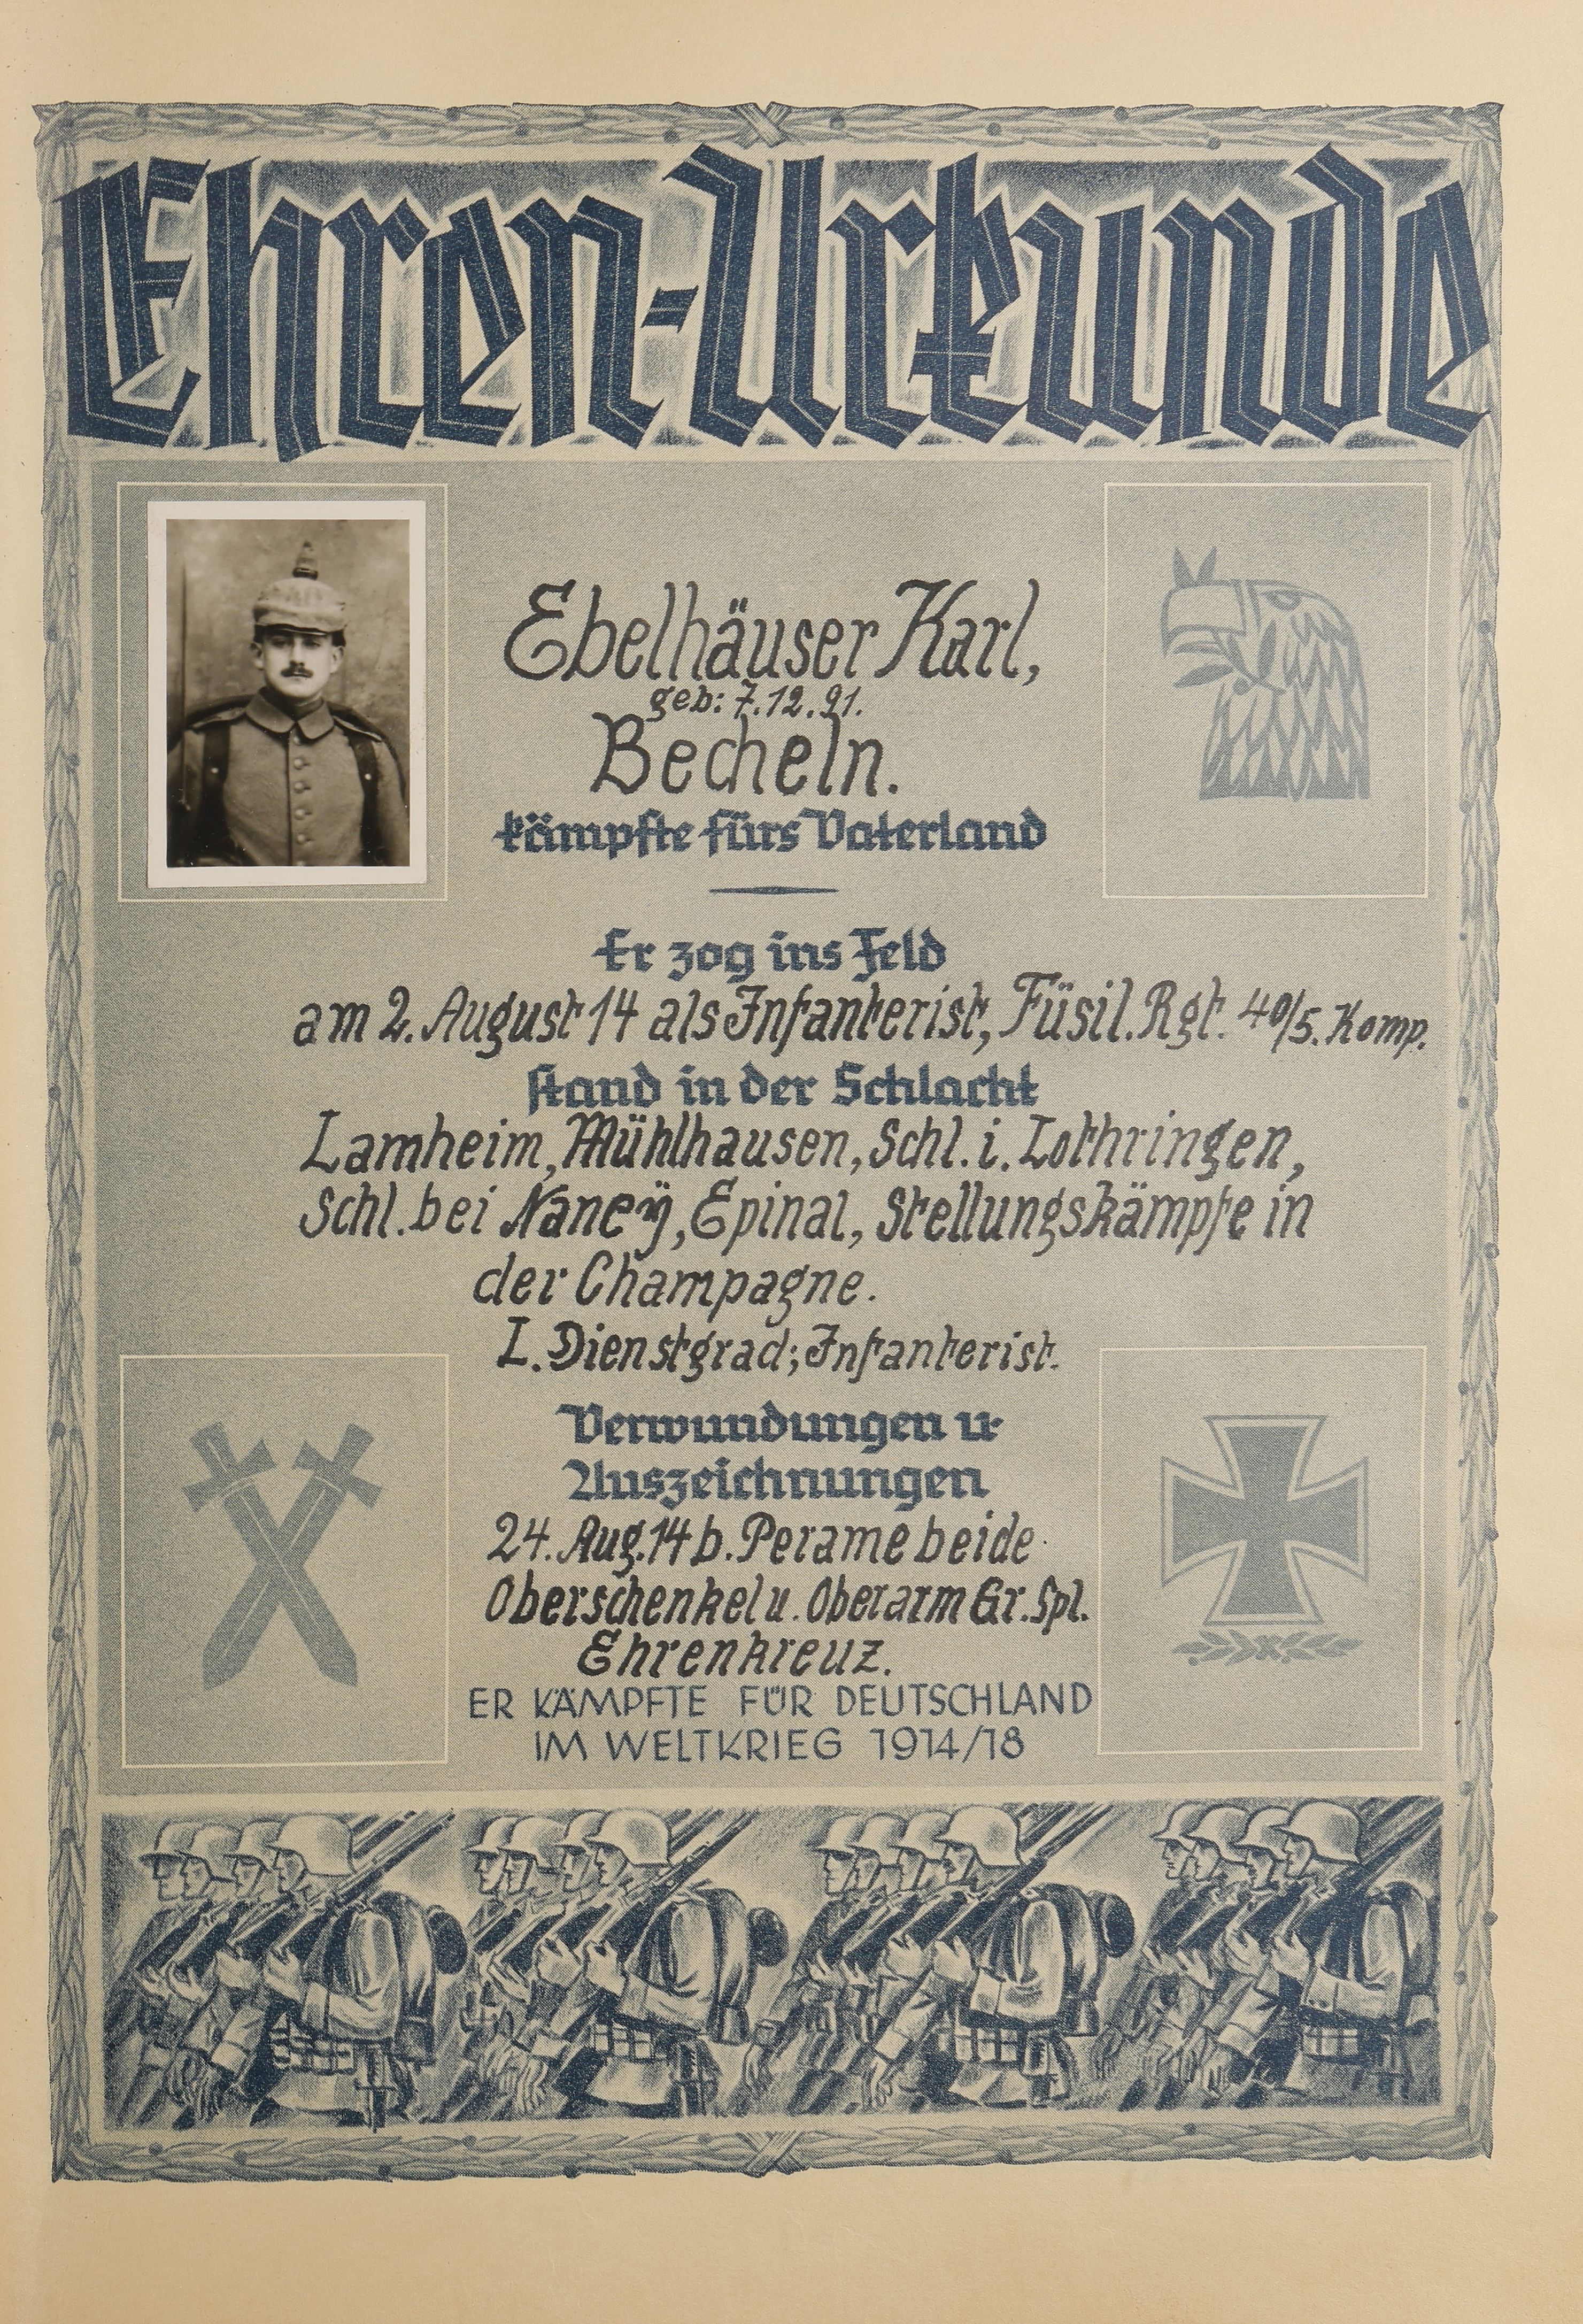 Ehren-Urkunde
Ebelhäuser Karl,
geb: 7.12.91.
Becheln.
kämpfte fürs Vaterland
Er zog ins Feld
am 2. August 14 als Infanterist, Füsil. Rgt. 40/5. Komp.
stand in der Schlacht
Lamheim, Mühlhausen, Schl. i. Lothringen,
Schl. bei Nancÿ, Epinal, Stellungskämpfe in
der Champagne.
I. Dienstgrad; Infanterist.
Verwundungen u.
Auszeichnungen
24. Aug. 14 b. Perame beide
Oberschenkel u. Oberarm Gr. Spl.
Ehrenkreuz.
ER KÄMPFTE FÜR DEUTSCHLAND
IM WELTKRIEG 1914/18